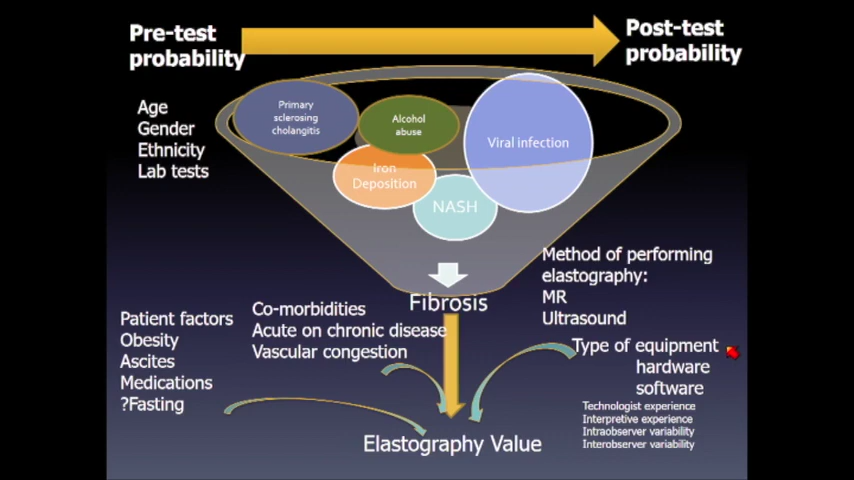 Pre-test
probability
Post-test
probability
Age
Gender
Ethnicity
Lab tests
Primary
sclerosing
cholangitis
Alcohol
abuse
Viral infection
Iron
Deposition
NASH
Fibrosis
Patient factors
Obesity
Ascites
Medications
?Fasting
Co-morbidities
Acute on chronic disease
Vascular congestion
Method of performing
elastography:
MR
Ultrasound
Type of equipment
hardware
software
Technologist experience
Interpretive experience
Intraobserver variability
Interobserver variability
Elastography Value